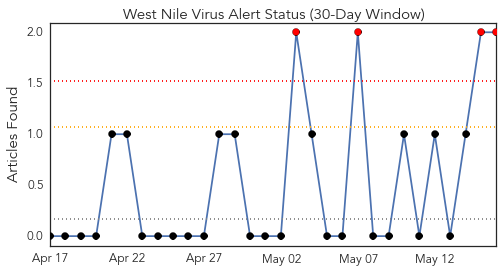 West Nile Virus Alert Status (30-Day Window)
Articles Found
2.0
1.5
1.0
0.5
0.0
Apr 17 Apr 22 Apr 27 May 02 May 07 May 12